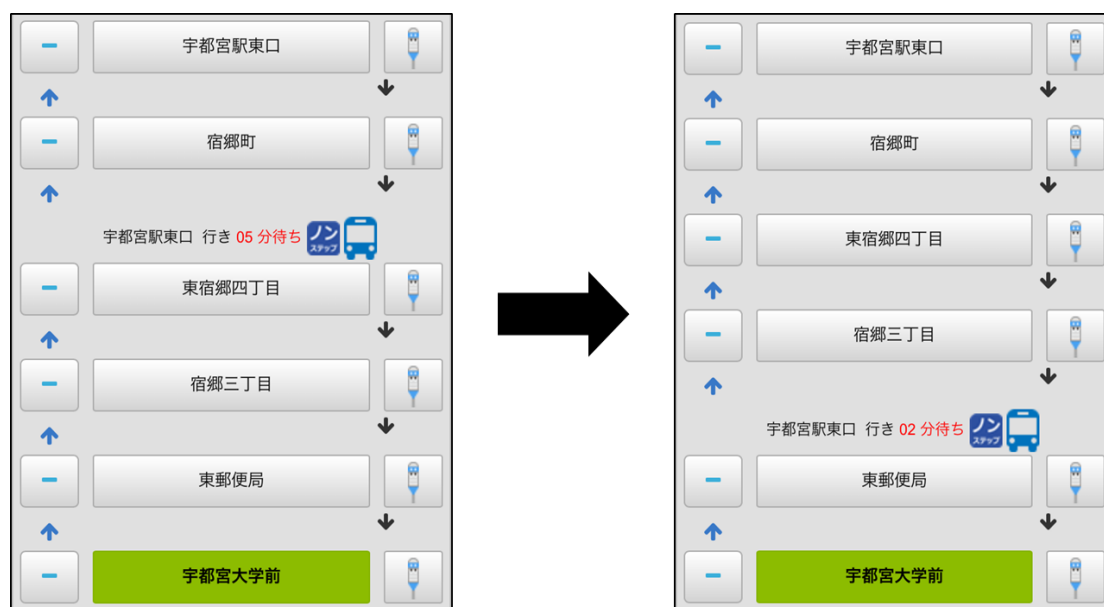 宇都宮駅東口
宿郷町
宇都宮駅東口 行き 05 分待ち ノンステップ
東宿郷四丁目
宿郷三丁目
東郵便局
宇都宮大学前
宇都宮駅東口
宿郷町
東宿郷四丁目
宿郷三丁目
宇都宮駅東口 行き 02 分待ち ノンステップ
東郵便局
宇都宮大学前